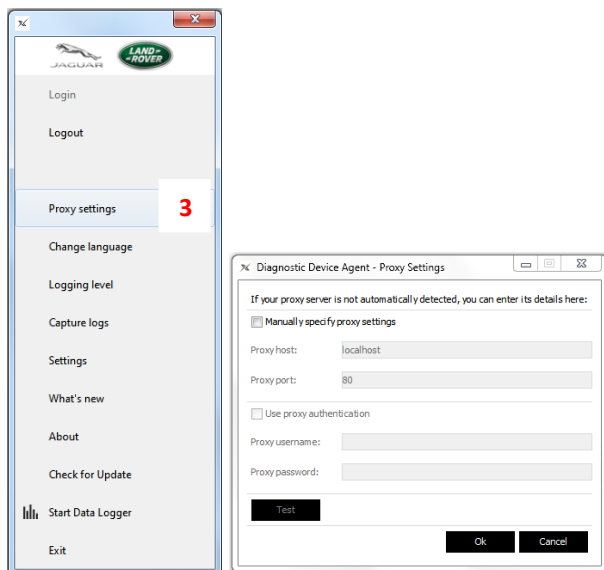 JAGUAR
LAND-
-ROVER
Login
Logout
Proxy settings
3
Change language
Logging level
Capture logs
Settings
What's new
About
Check for Update
Start Data Logger
Exit
Diagnostic Device Agent - Proxy Settings
If your proxy server is not automatically detected, you can enter its details here:
Manually specify proxy settings
Proxy host:
localhost
Proxy port:
80
Use proxy authentication
Proxy username:
Proxy password:
Test
Ok
Cancel